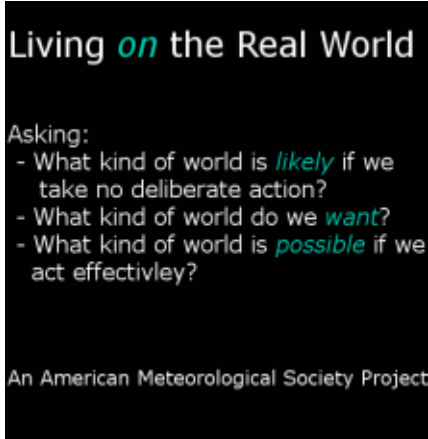 Living on the Real World
Asking:
- What kind of world is likely if we
take no deliberate action?
- What kind of world do we want?
- What kind of world is possible if we
act effectivley?
An American Meteorological Society Project